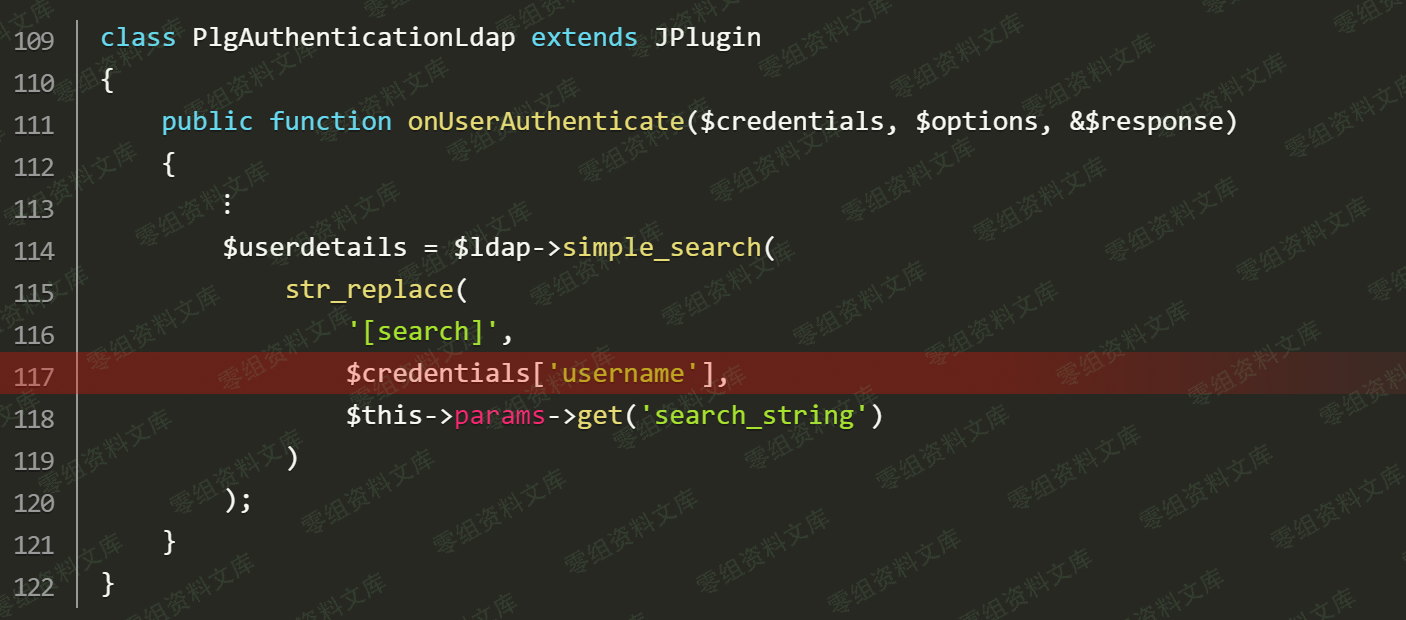 109 class PlgAuthenticationLdap extends JPlugin
110 {
111 public function onUserAuthenticate($credentials, $options, &$response)
112 {
113 ⋮
114 $userdetails = $ldap->simple_search(
115 str_replace(
116 '[search]',
117 $credentials['username'],
118 $this->params->get('search_string')
119 )
120 );
121 }
122 }
零组资料文库